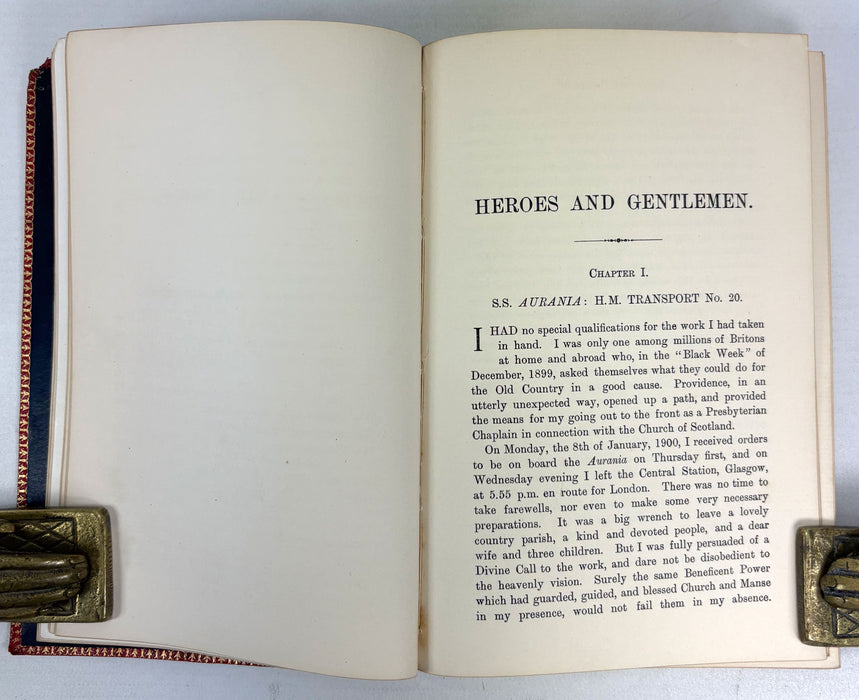 HEROES AND GENTLEMEN.
CHAPTER I.
S.S. AURANIA: H.M. TRANSPORT No. 20.
I HAD no special qualifications for the work I had taken
in hand. I was only one among millions of Britons
at home and abroad who, in the "Black Week" of
December, 1899, asked themselves what they could do for
the Old Country in a good cause. Providence, in an
utterly unexpected way, opened up a path, and provided
the means for my going out to the front as a Presbyterian
Chaplain in connection with the Church of Scotland.
On Monday, the 8th of January, 1900, I received orders
to be on board the Aurania on Thursday first, and on
Wednesday evening I left the Central Station, Glasgow,
at 5.55 p.m. en route for London. There was no time to
take farewells, nor even to make some very necessary
preparations. It was a big wrench to leave a lovely
country parish, a kind and devoted people, and a dear
wife and three children. But I was fully persuaded of a
Divine Call to the work, and dare not be disobedient to
the heavenly vision. Surely the same Beneficent Power
which had guarded, guided, and blessed Church and Manse
in my presence, would not fail them in my absence.